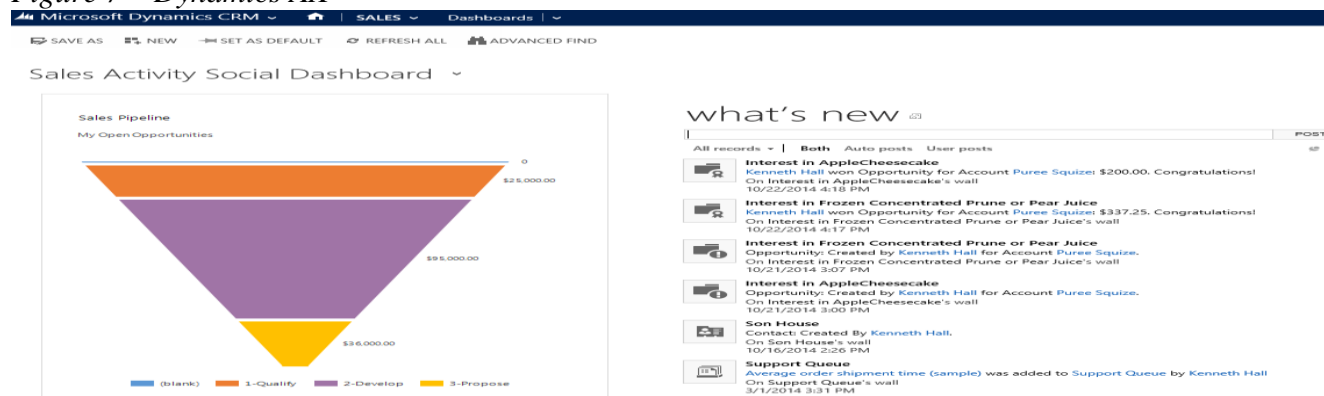 Figure 7 – Dynamics AX
Microsoft Dynamics CRM SALES Dashboards
SAVE AS NEW SET AS DEFAULT REFRESH ALL ADVANCED FIND
Sales Activity Social Dashboard
Sales Pipeline
My Open Opportunities
0
$25,000.00
$95,000.00
$36,000.00
(blank) 1-Qualify 2-Develop 3-Propose
what's new
POST
All records Both Auto posts User posts
Interest in AppleCheesecake
Kenneth Hall won Opportunity for Account Puree Squize: $200.00. Congratulations!
On Interest in AppleCheesecake's wall
10/22/2014 4:18 PM
Interest in Frozen Concentrated Prune or Pear Juice
Kenneth Hall won Opportunity for Account Puree Squize: $337.25. Congratulations!
On Interest in Frozen Concentrated Prune or Pear Juice's wall
10/22/2014 4:17 PM
Interest in Frozen Concentrated Prune or Pear Juice
Opportunity: Created by Kenneth Hall for Account Puree Squize.
On Interest in Frozen Concentrated Prune or Pear Juice's wall
10/21/2014 3:07 PM
Interest in AppleCheesecake
Opportunity: Created by Kenneth Hall for Account Puree Squize.
On Interest in AppleCheesecake's wall
10/21/2014 3:00 PM
Son House
Contact: Created By Kenneth Hall.
On Son House's wall
10/16/2014 2:26 PM
Support Queue
Average order shipment time (sample) was added to Support Queue by Kenneth Hall
On Support Queue's wall
3/1/2014 3:31 PM